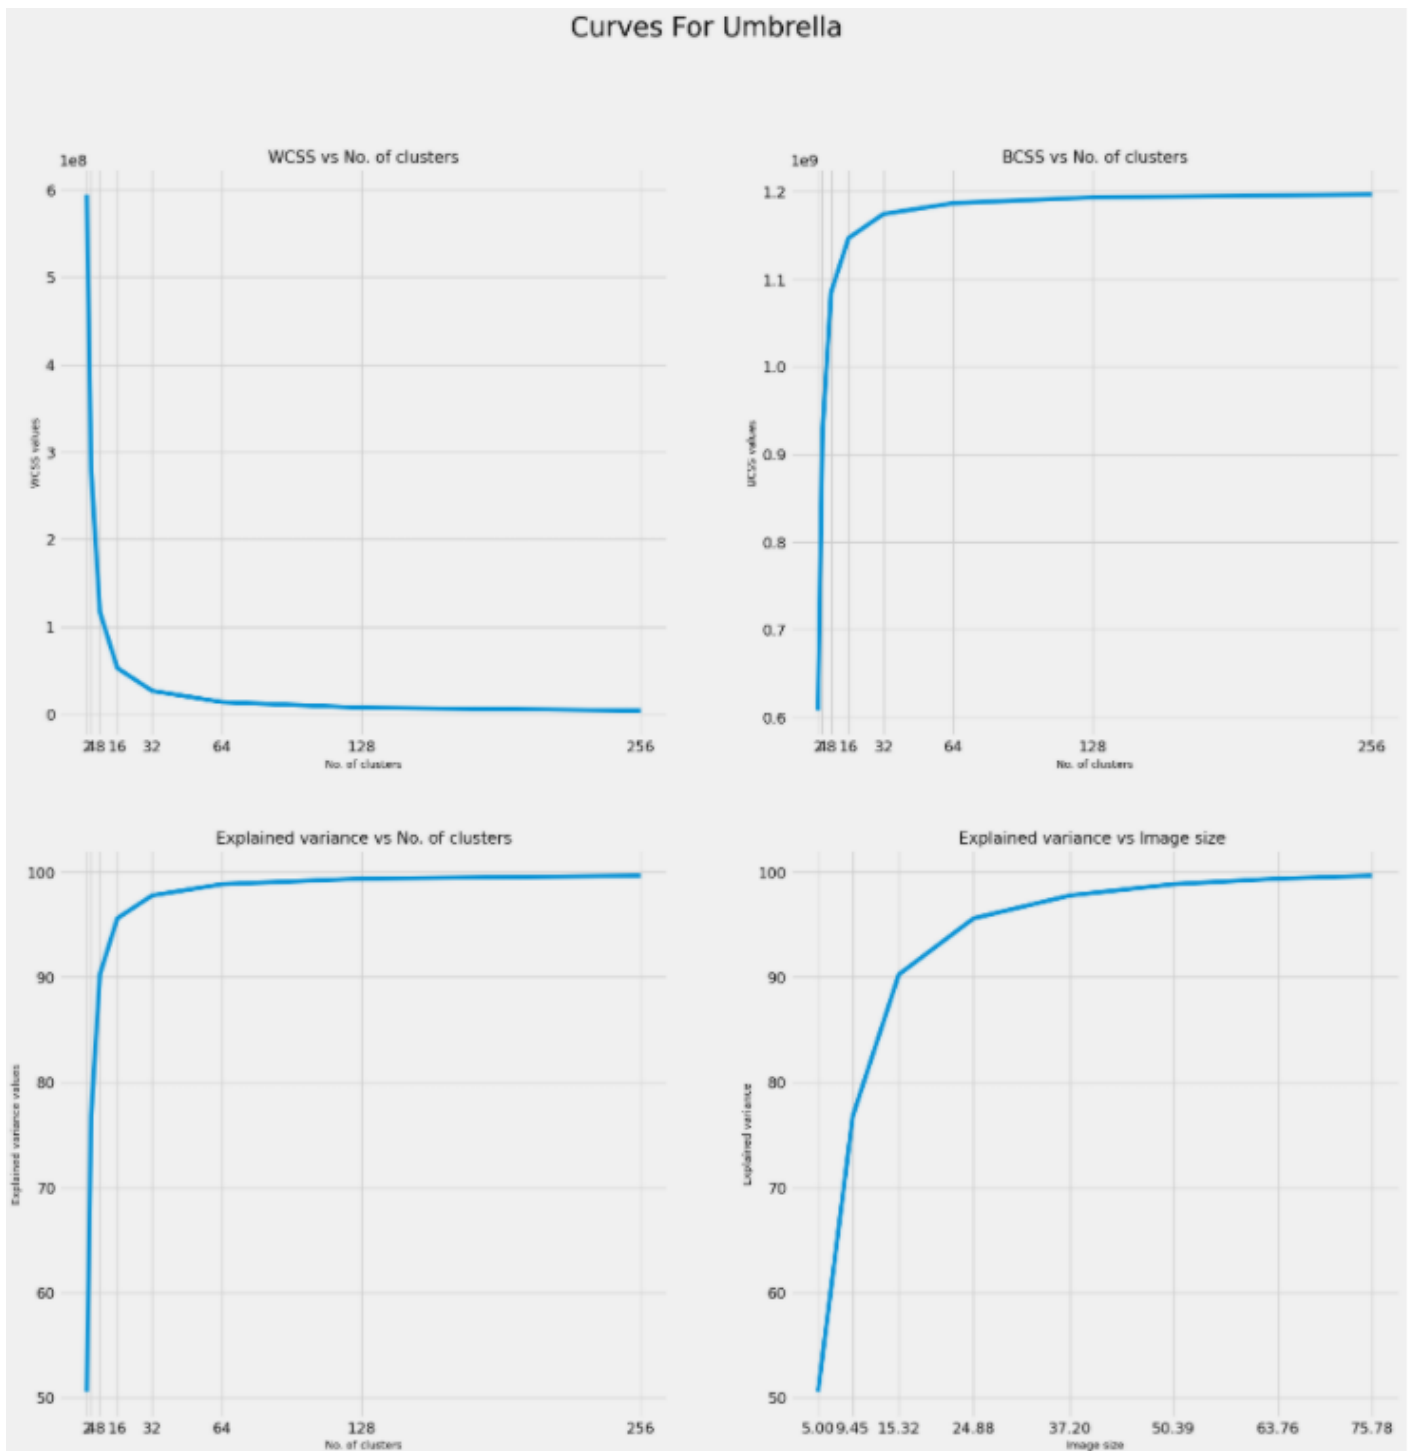 Curves For Umbrella
WCSS vs No. of clusters
1e8
6
5
4
3
2
1
0
WCSS values
2 4 8 16 32 64 128 256
No. of clusters
BCSS vs No. of clusters
1e9
1.2
1.1
1.0
0.9
0.8
0.7
0.6
BCSS values
2 4 8 16 32 64 128 256
No. of clusters
Explained variance vs No. of clusters
100
90
80
70
60
50
Explained variance values
2 4 8 16 32 64 128 256
No. of clusters
Explained variance vs Image size
100
90
80
70
60
50
Explained variance
5.00 9.45 15.32 24.88 37.20 50.39 63.76 75.78
Image size